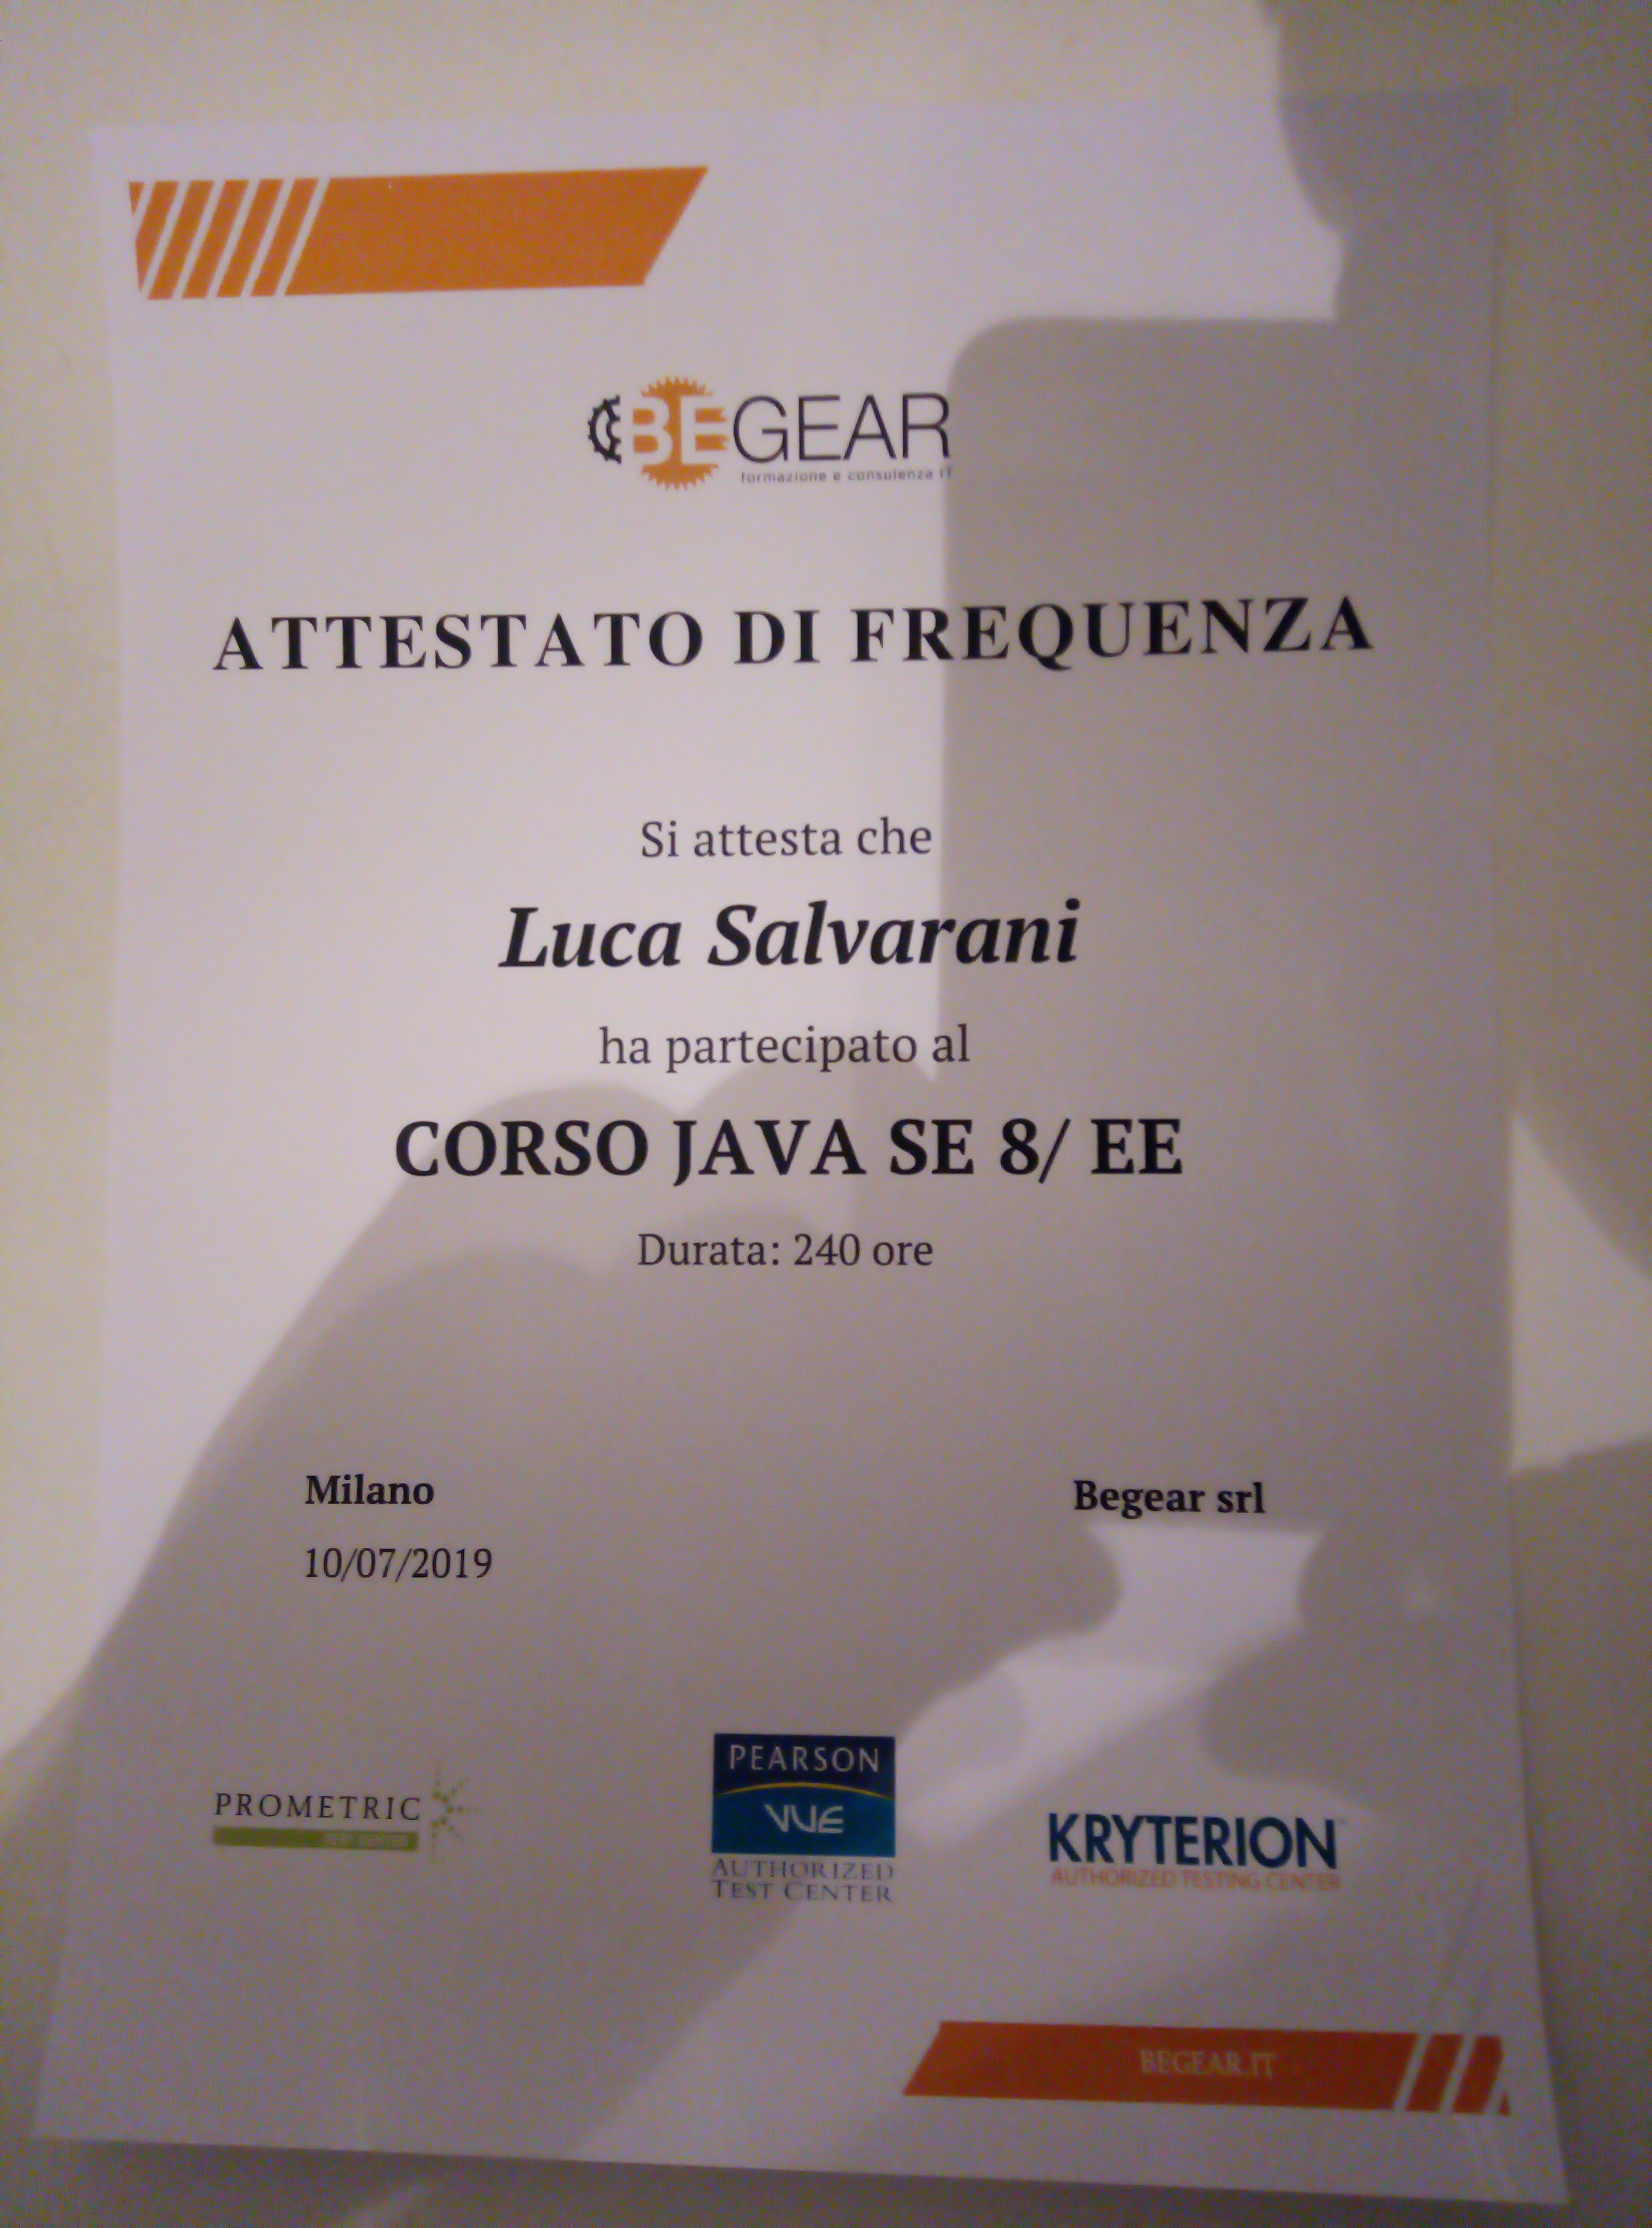 BEGEAR
formazione e consulenza IT
ATTESTATO DI FREQUENZA
Si attesta che
Luca Salvarani
ha partecipato al
CORSO JAVA SE 8/ EE
Durata: 240 ore
Milano
Begear srl
10/07/2019
PROMETRIC
TEST CENTER
PEARSON
VUE
AUTHORIZED
TEST CENTER
KRYTERION
AUTHORIZED TESTING CENTER
BEGEAR.IT